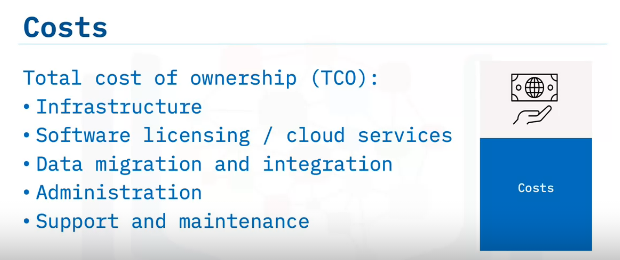 Costs
Total cost of ownership (TCO):
• Infrastructure
• Software licensing / cloud services
• Data migration and integration
• Administration
• Support and maintenance
Costs